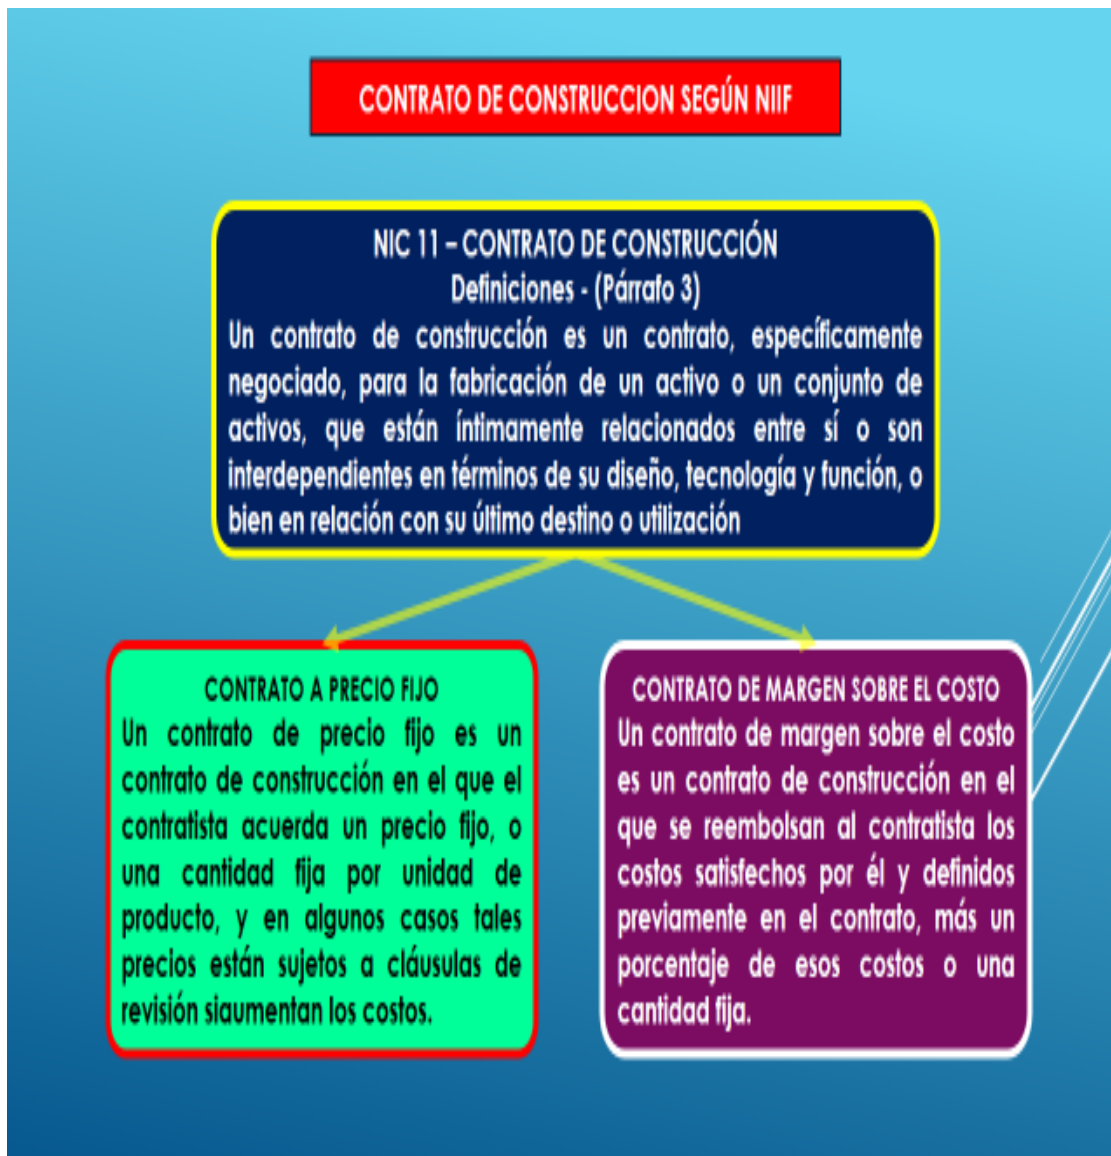 CONTRATO DE CONSTRUCCION SEGÚN NIIF
NIC 11 – CONTRATO DE CONSTRUCCIÓN
Definiciones - (Párrafo 3)
Un contrato de construcción es un contrato, específicamente
negociado, para la fabricación de un activo o un conjunto de
activos, que están íntimamente relacionados entre sí o son
interdependientes en términos de su diseño, tecnología y función, o
bien en relación con su último destino o utilización
CONTRATO A PRECIO FIJO
Un contrato de precio fijo es un
contrato de construcción en el que el
contratista acuerda un precio fijo, o
una cantidad fija por unidad de
producto, y en algunos casos tales
precios están sujetos a cláusulas de
revisión siaumentan los costos.
CONTRATO DE MARGEN SOBRE EL COSTO
Un contrato de margen sobre el costo
es un contrato de construcción en el
que se reembolsan al contratista los
costos satisfechos por él y definidos
previamente en el contrato, más un
porcentaje de esos costos o una
cantidad fija.